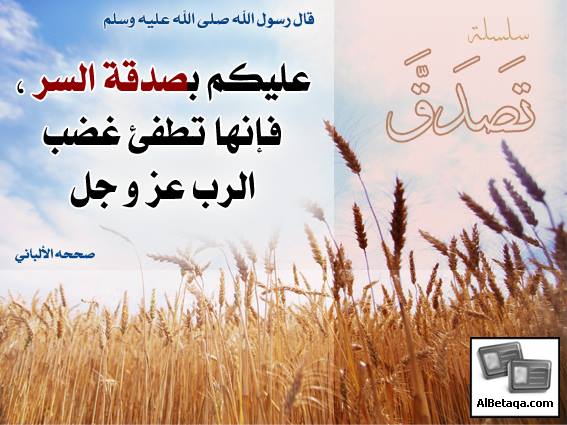 قال رسول الله صلى الله عليه وسلم
عليكم بصدقة السر ،
فإنها تطفئ غضب
الرب عز و جل
صححه الألباني
سلسلة
تَصَدَقَّ
AlBetaqa.com